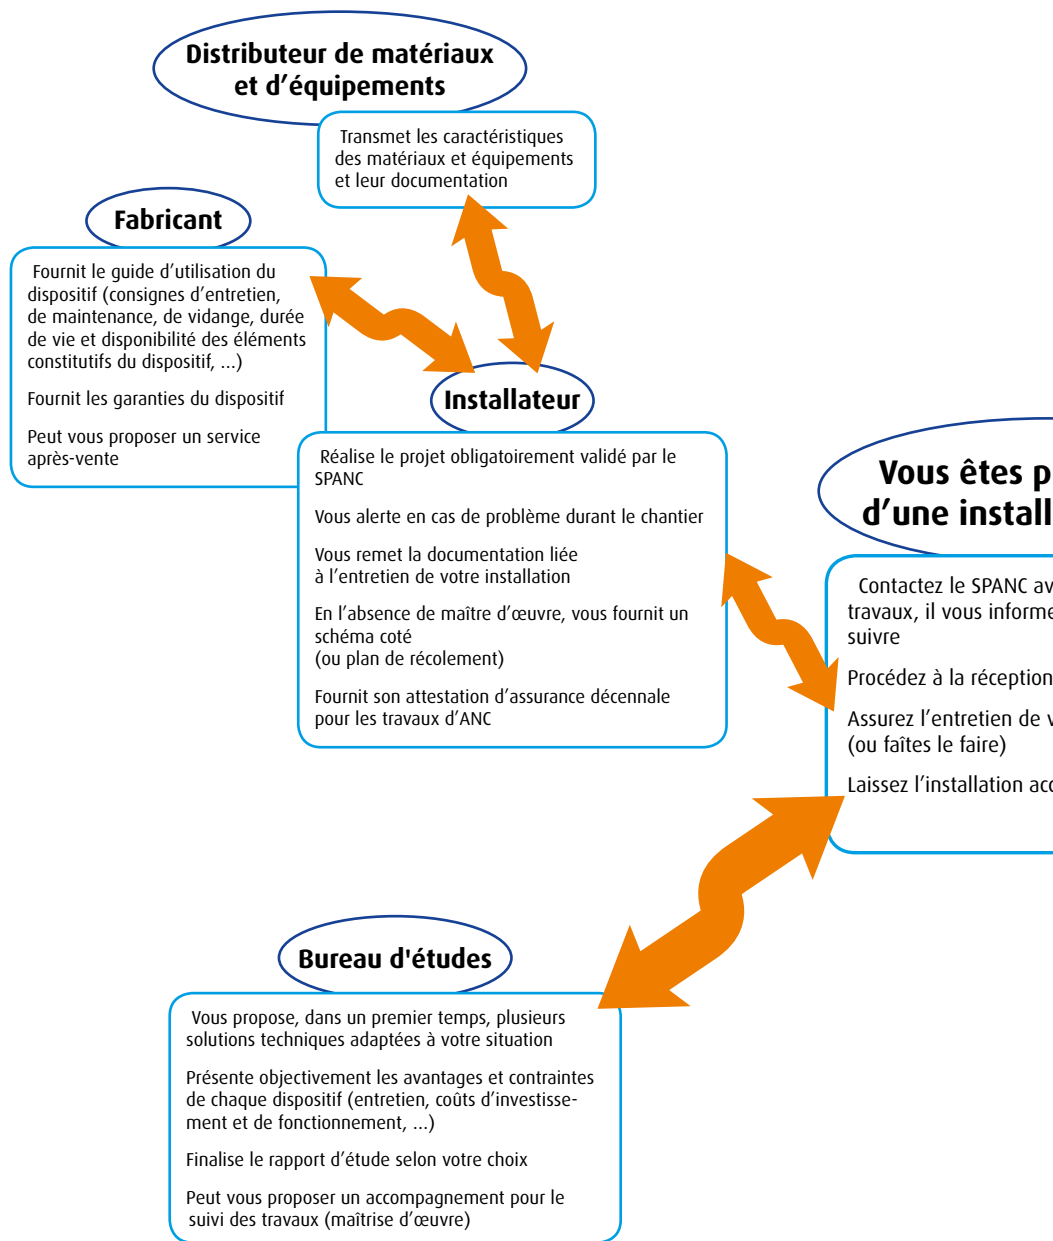 Distributeur de matériaux
et d’équipements
Transmet les caractéristiques
des matériaux et équipements
et leur documentation
Fabricant
Fournit le guide d’utilisation du
dispositif (consignes d’entretien,
de maintenance, de vidange, durée
de vie et disponibilité des éléments
constitutifs du dispositif, ...)
Fournit les garanties du dispositif
Peut vous proposer un service
après-vente
Installateur
Réalise le projet obligatoirement validé par le
SPANC
Vous alerte en cas de problème durant le chantier
Vous remet la documentation liée
à l’entretien de votre installation
En l’absence de maître d’œuvre, vous fournit un
schéma coté
(ou plan de récolement)
Fournit son attestation d’assurance décennale
pour les travaux d’ANC
Vous êtes p
d’une install
Contactez le SPANC av
travaux, il vous informe
suivre
Procédez à la réception
Assurez l’entretien de v
(ou faîtes le faire)
Laissez l’installation acc
Bureau d'études
Vous propose, dans un premier temps, plusieurs
solutions techniques adaptées à votre situation
Présente objectivement les avantages et contraintes
de chaque dispositif (entretien, coûts d’investisse-
ment et de fonctionnement, ...)
Finalise le rapport d’étude selon votre choix
Peut vous proposer un accompagnement pour le
suivi des travaux (maîtrise d’œuvre)